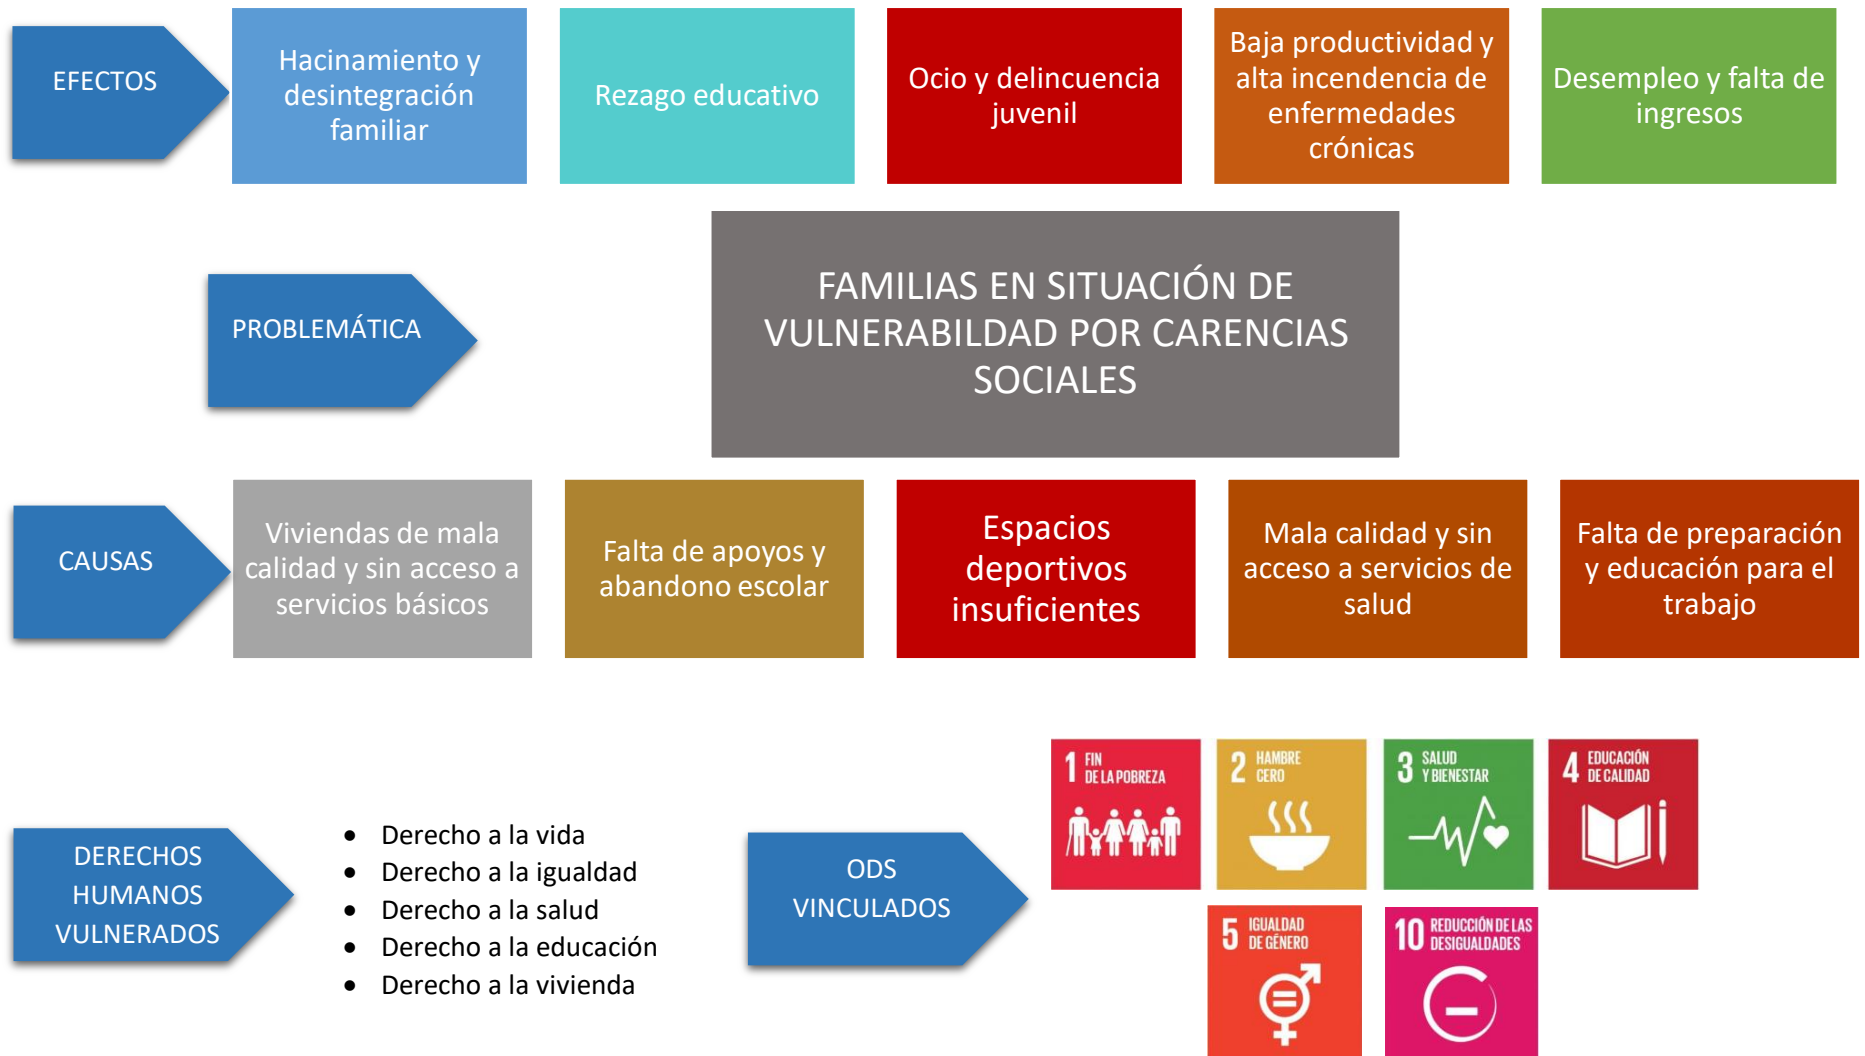 EFECTOS
Hacinamiento y
desintegración
familiar
Rezago educativo
Ocio y delincuencia
juvenil
Baja productividad y
alta incendencia de
enfermedades
crónicas
Desempleo y falta de
ingresos
PROBLEMÁTICA
FAMILIAS EN SITUACIÓN DE
VULNERABILDAD POR CARENCIAS
SOCIALES
CAUSAS
Viviendas de mala
calidad y sin acceso a
servicios básicos
Falta de apoyos y
abandono escolar
Espacios
deportivos
insuficientes
Mala calidad y sin
acceso a servicios de
salud
Falta de preparación
y educación para el
trabajo
DERECHOS
HUMANOS
VULNERADOS
• Derecho a la vida
• Derecho a la igualdad
• Derecho a la salud
• Derecho a la educación
• Derecho a la vivienda
ODS
VINCULADOS
1 FIN
DE LA POBREZA
2 HAMBRE
CERO
3 SALUD
Y BIENESTAR
4 EDUCACIÓN
DE CALIDAD
5 IGUALDAD
DE GÉNERO
10 REDUCCIÓN DE LAS
DESIGUALDADES